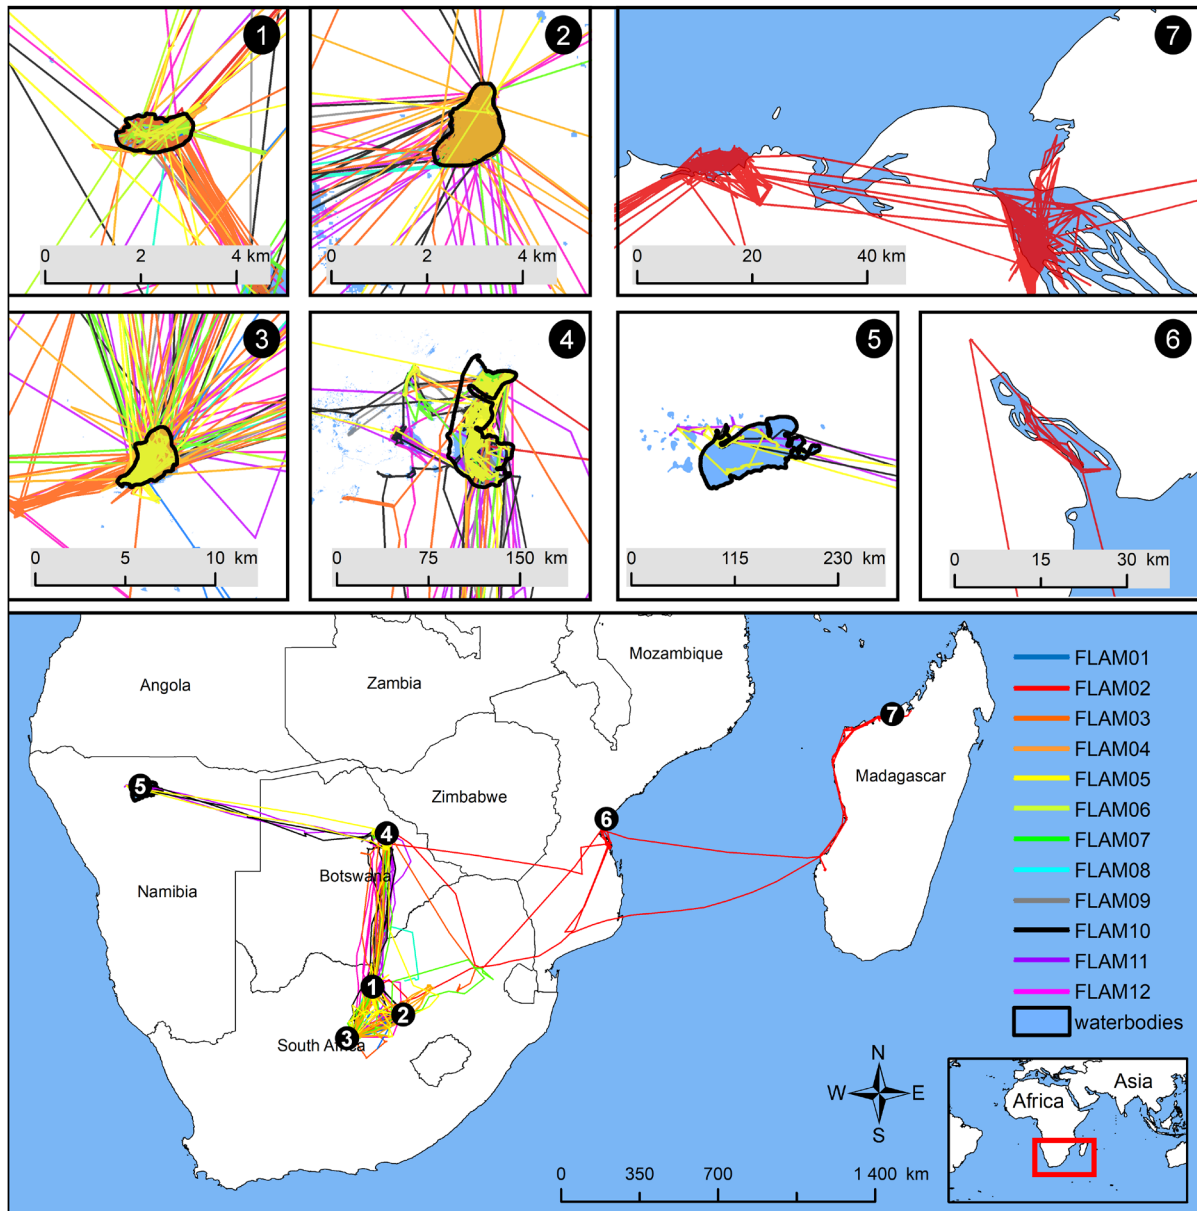 1
2
7
0 2 4 km
0 2 4 km
0 20 40 km
3
4
5
6
0 5 10 km
0 75 150 km
0 115 230 km
0 15 30 km
Angola
Zambia
Mozambique
Zimbabwe
Namibia
Botswana
South Africa
Madagascar
5
4
6
7
1
2
3
FLAM01
FLAM02
FLAM03
FLAM04
FLAM05
FLAM06
FLAM07
FLAM08
FLAM09
FLAM10
FLAM11
FLAM12
waterbodies
N
W E
S
0 350 700 1 400 km
Africa
Asia